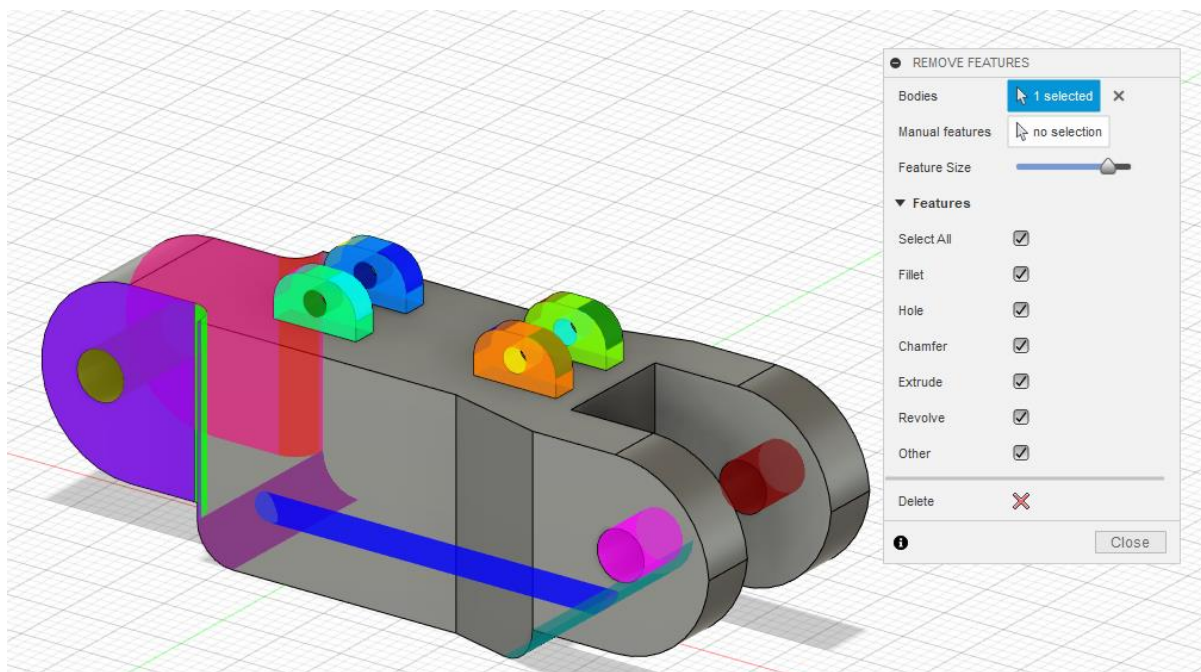 REMOVE FEATURES
Bodies 1 selected
Manual features no selection
Feature Size
Features
Select All
Fillet
Hole
Chamfer
Extrude
Revolve
Other
Delete
Close